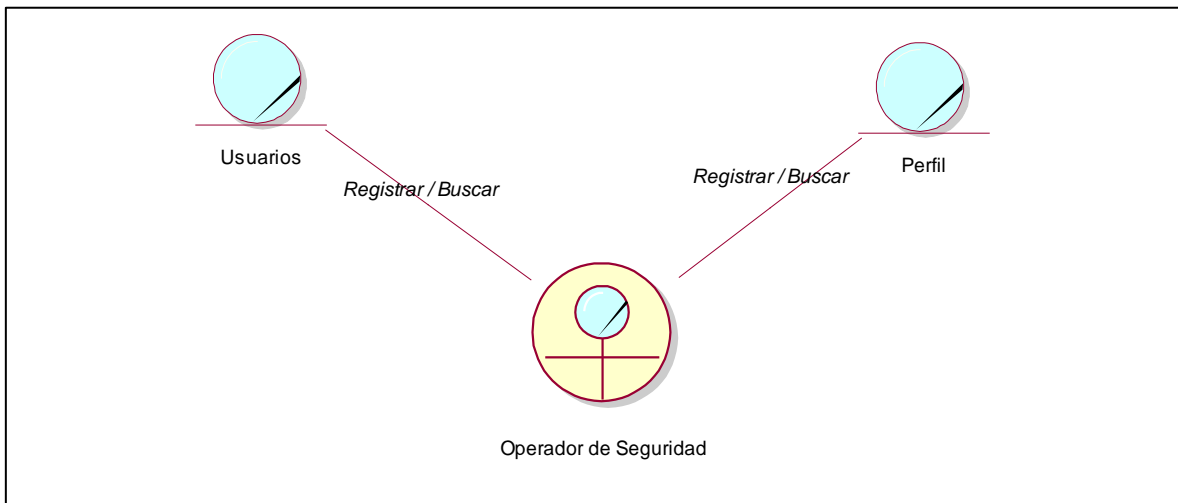 Usuarios
Perfil
Registrar / Buscar
Registrar / Buscar
Operador de Seguridad